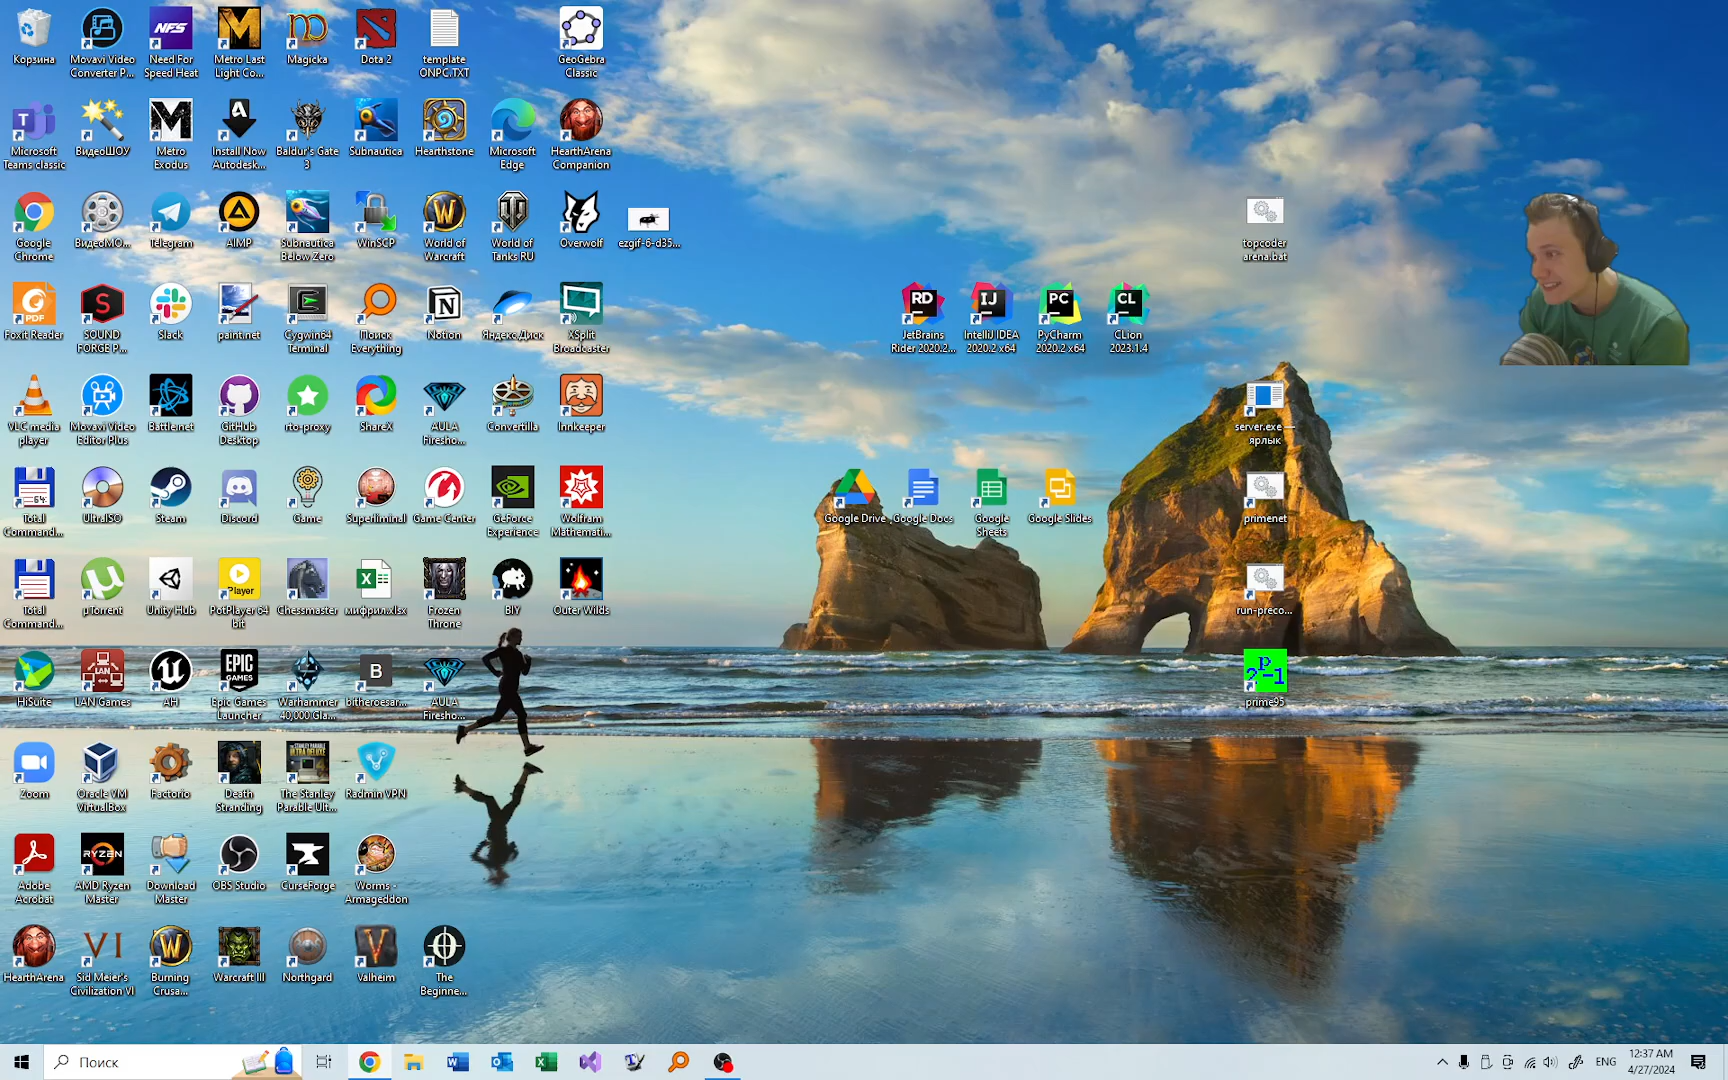 Корзина
Movavi Video
Converter P...
Need For
Speed Heat
Metro Last
Light Co...
Magicka
Dota 2
template
ONPC.TXT
GeoGebra
Classic
Microsoft
Teams classic
ВидеоШОУ
Metro
Exodus
Install Now
Autodesk...
Baldur's Gate
3
Subnautica
Hearthstone
Microsoft
Edge
HearthArena
Companion
Google
Chrome
ВидеоМО...
Telegram
AIMP
Subnautica
Below Zero
WinSCP
World of
Warcraft
World of
Tanks RU
Overwolf
ezgif-6-d35...
topcoder
arena.bat
Foxit Reader
SOUND
FORGE P...
Slack
paint.net
Cygwin64
Terminal
Поиск
Everything
Notion
Яндекс.Диск
XSplit
Broadcaster
JetBrains
Rider 2020.2...
IntelliJ IDEA
2020.2 x64
PyCharm
2020.2 x64
CLion
2023.1.4
VLC media
player
Movavi Video
Editor Plus
Battle.net
GitHub
Desktop
rto-proxy
ShareX
AULA
Firesho...
Convertilla
Innkeeper
server.exe —
ярлык
Total
Command...
UltraISO
Steam
Discord
Game
Superliminal
Game Center
GeForce
Experience
Wolfram
Mathemati...
Google Drive
Google Docs
Google
Sheets
Google Slides
primenet
Total
Command...
µTorrent
Unity Hub
PotPlayer 64
bit
Chessmaster
мифрил.xlsx
Frozen
Throne
BIY
Outer Wilds
run-preco...
HiSuite
LAN Games
AH
Epic Games
Launcher
Warhammer
40,000 Gla...
bitheroesar...
AULA
Firesho...
prime95
Zoom
Oracle VM
VirtualBox
Factorio
Death
Stranding
The Stanley
Parable Ult...
Radmin VPN
Adobe
Acrobat
AMD Ryzen
Master
Download
Master
OBS Studio
CurseForge
Worms -
Armageddon
HearthArena
Sid Meier's
Civilization VI
Burning
Crusa...
Warcraft III
Northgard
Valheim
The
Beginne...
Поиск
ENG
12:37 AM
4/27/2024